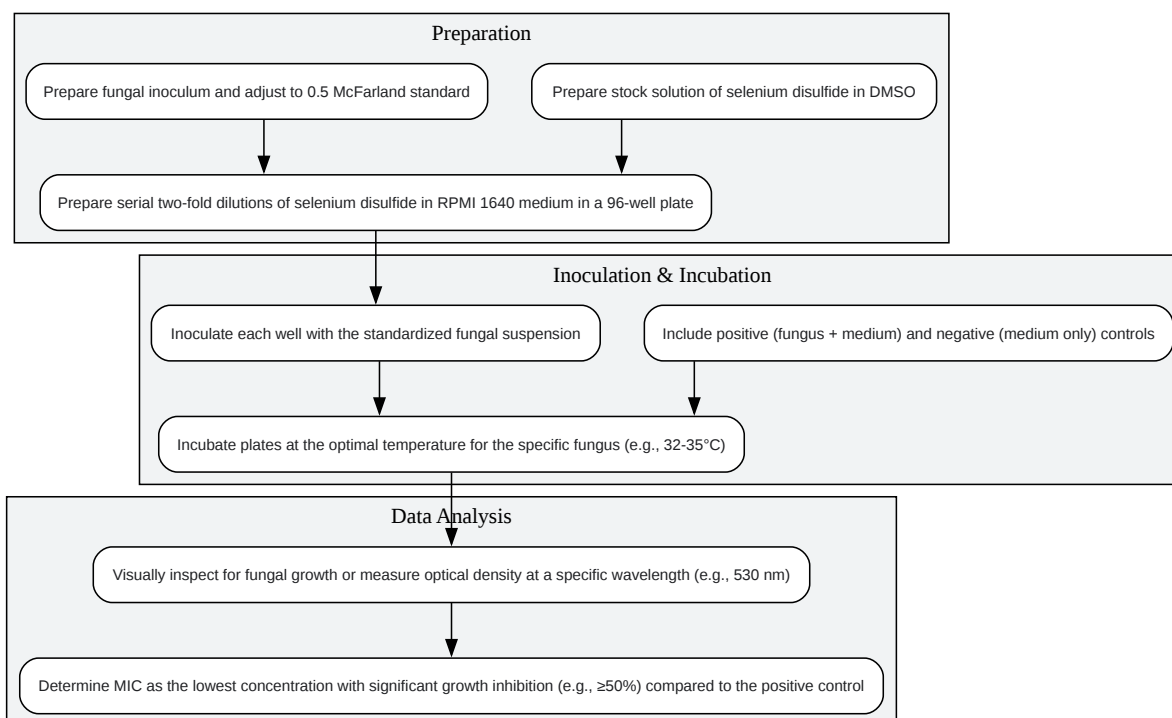 Preparation
Prepare fungal inoculum and adjust to 0.5 McFarland standard
Prepare stock solution of selenium disulfide in DMSO
Prepare serial two-fold dilutions of selenium disulfide in RPMI 1640 medium in a 96-well plate
Inoculation & Incubation
Inoculate each well with the standardized fungal suspension
Include positive (fungus + medium) and negative (medium only) controls
Incubate plates at the optimal temperature for the specific fungus (e.g., 32-35°C)
Data Analysis
Visually inspect for fungal growth or measure optical density at a specific wavelength (e.g., 530 nm)
Determine MIC as the lowest concentration with significant growth inhibition (e.g., ≥50%) compared to the positive control